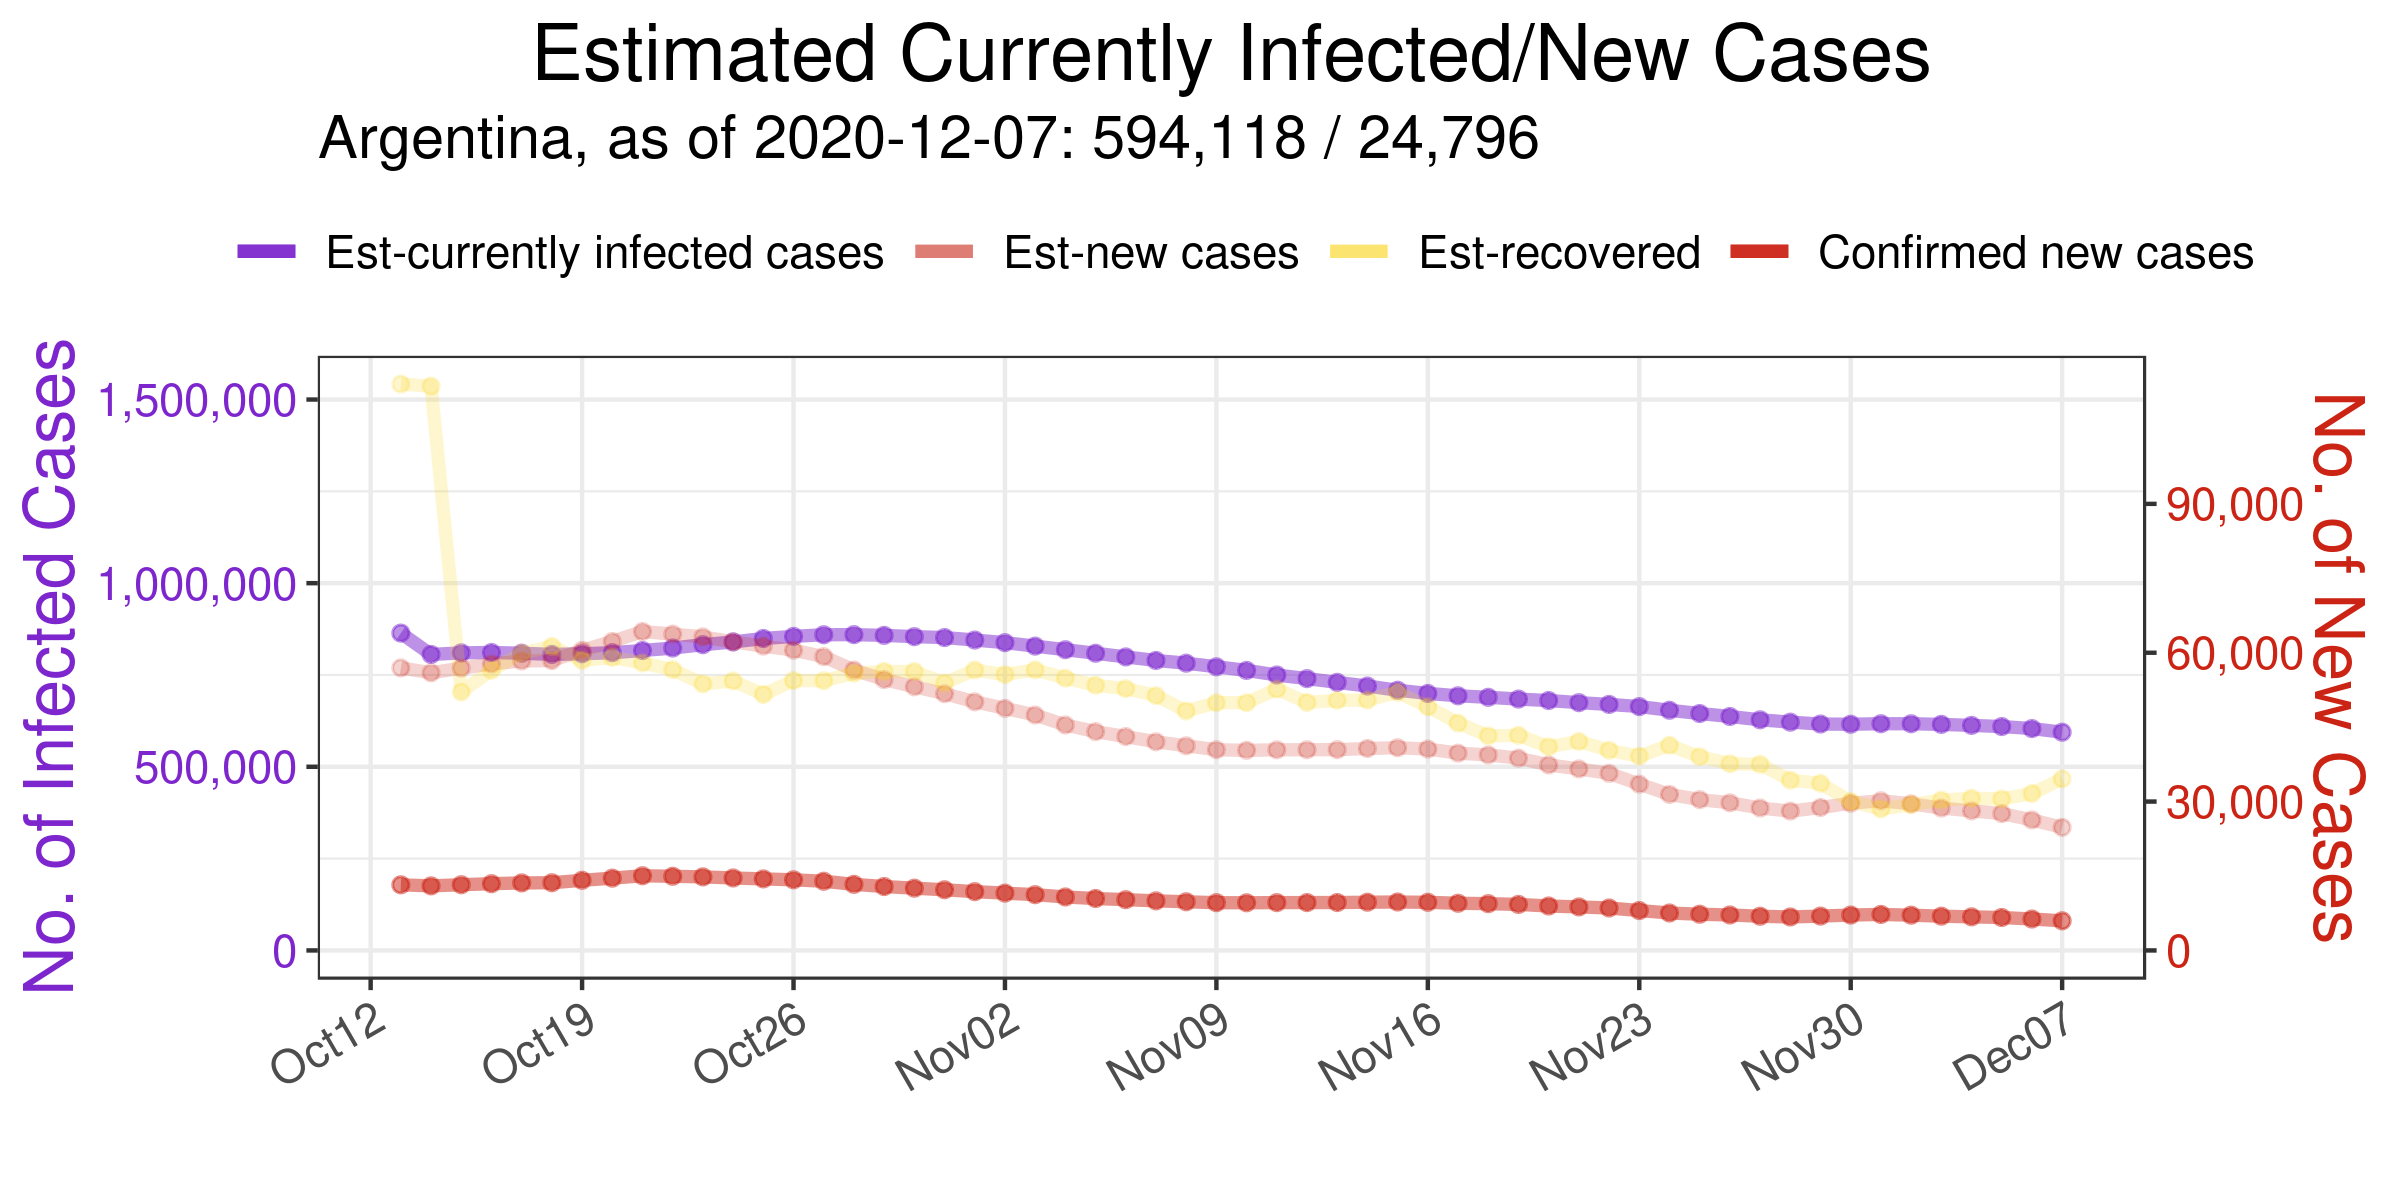 Estimated Currently Infected/New Cases
Argentina, as of 2020-12-07: 594,118 / 24,796
Est-currently infected cases Est-new cases Est-recovered Confirmed new cases
No. of Infected Cases
1,500,000
1,000,000
500,000
0
90,000
60,000
30,000
0
No. of New Cases
Oct12 Oct19 Oct26 Nov02 Nov09 Nov16 Nov23 Nov30 Dec07